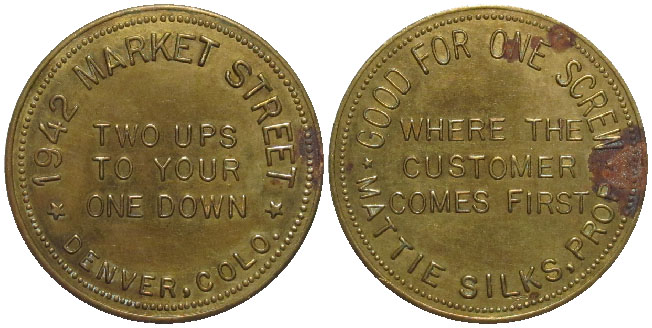 1942 MARKET STREET
TWO UPS
TO YOUR
ONE DOWN
DENVER, COLO.
GOOD FOR ONE SCREW
WHERE THE
CUSTOMER
COMES FIRST
MATTIE SILKS, PROP.